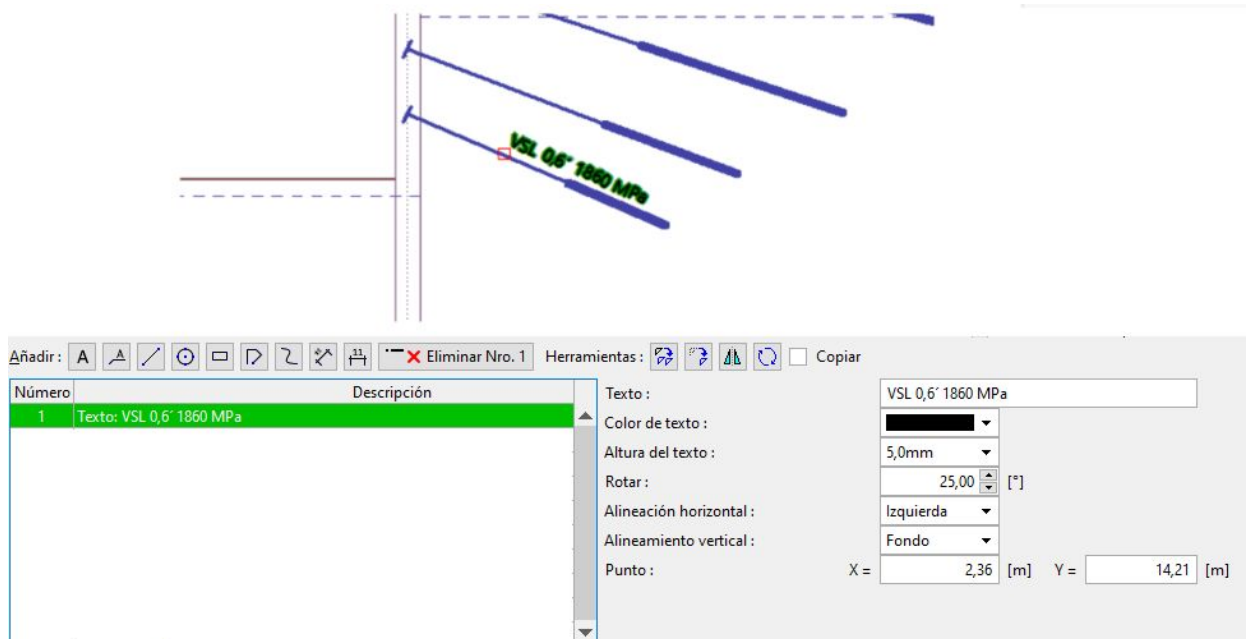 VSL 0,6´ 1860 MPa
Añadir : A A 11 Eliminar Nro. 1 Herramientas : Copiar
Número Descripción
1 Texto: VSL 0,6´ 1860 MPa
Texto : VSL 0,6´ 1860 MPa
Color de texto :
Altura del texto : 5,0mm
Rotar : 25,00 [°]
Alineación horizontal : Izquierda
Alineamiento vertical : Fondo
Punto : X = 2,36 [m] Y = 14,21 [m]